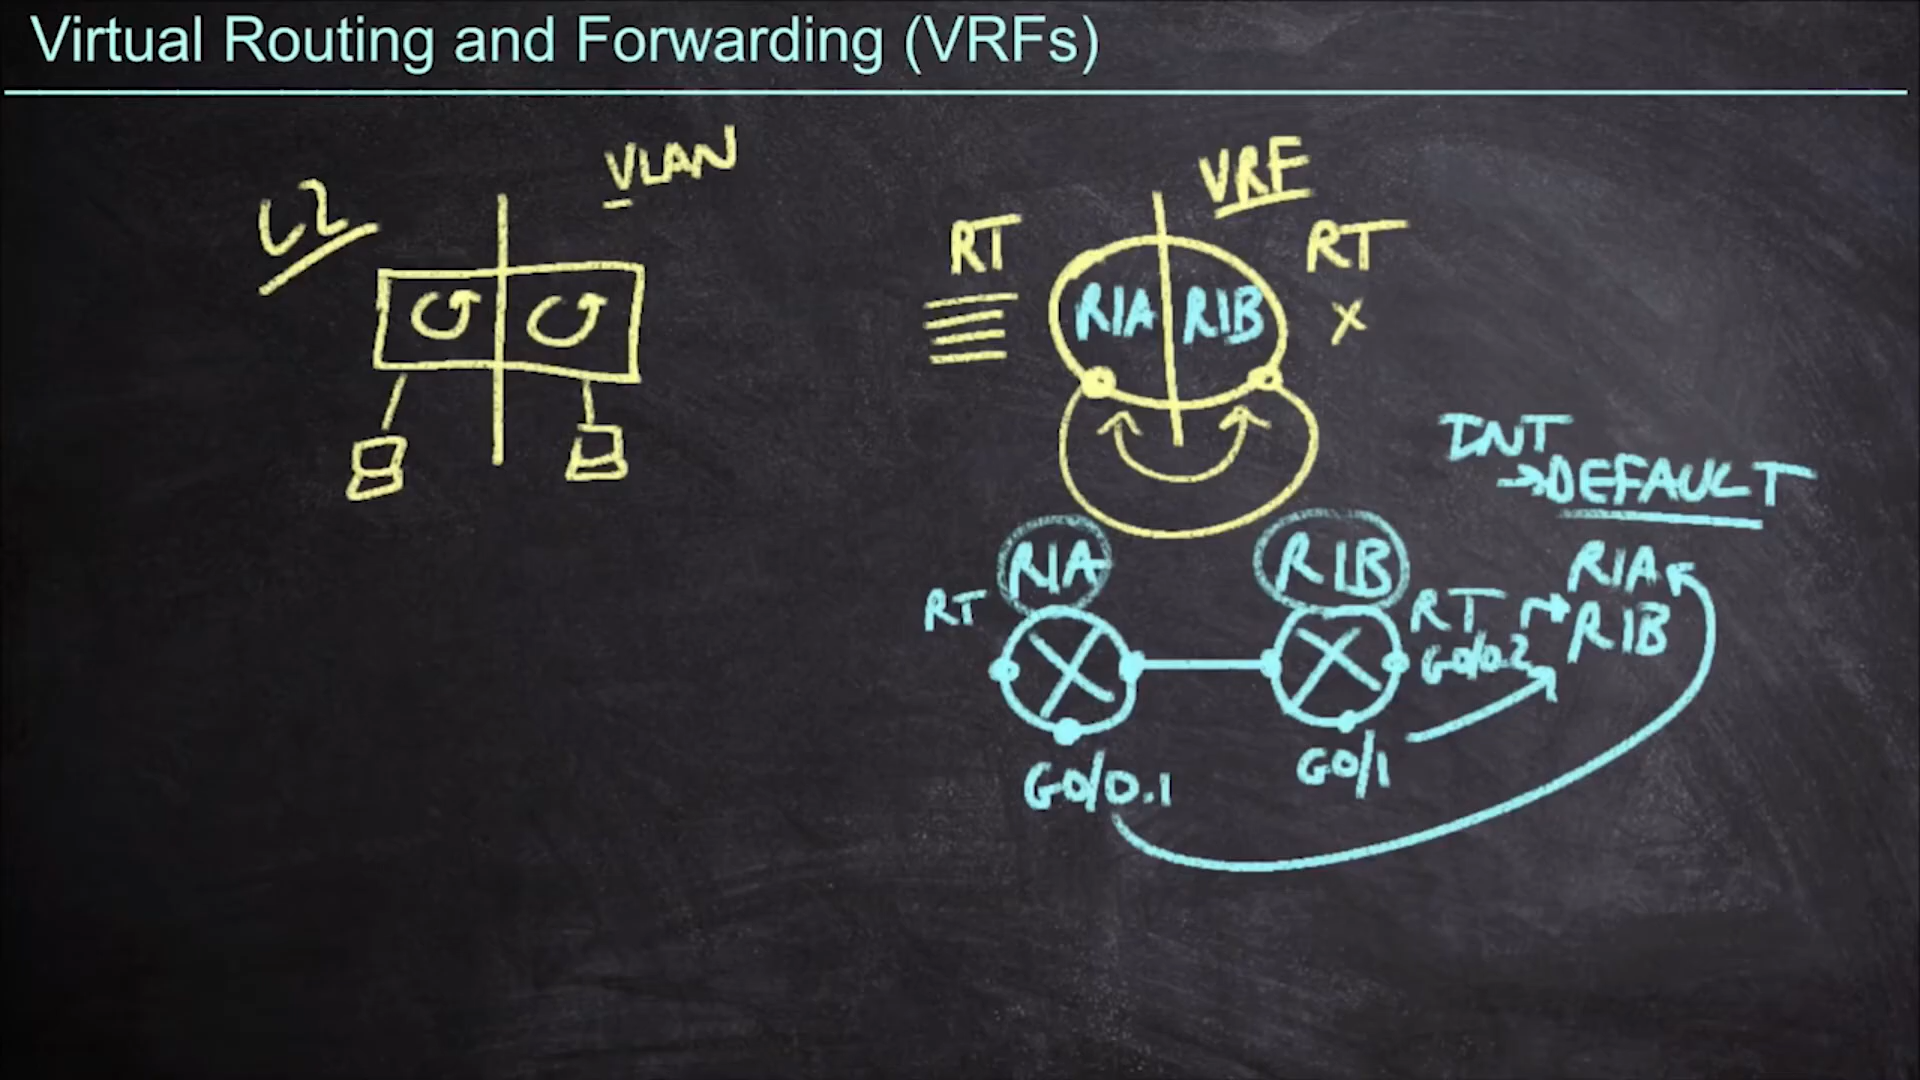 Virtual Routing and Forwarding (VRFs)
L2
VLAN
VRF
RT
R1A
R1B
RT
X
INT
→DEFAULT
R1A
R1B
R1A
RT
RT
R1B
G0/0.2
G0/0.1
G0/1